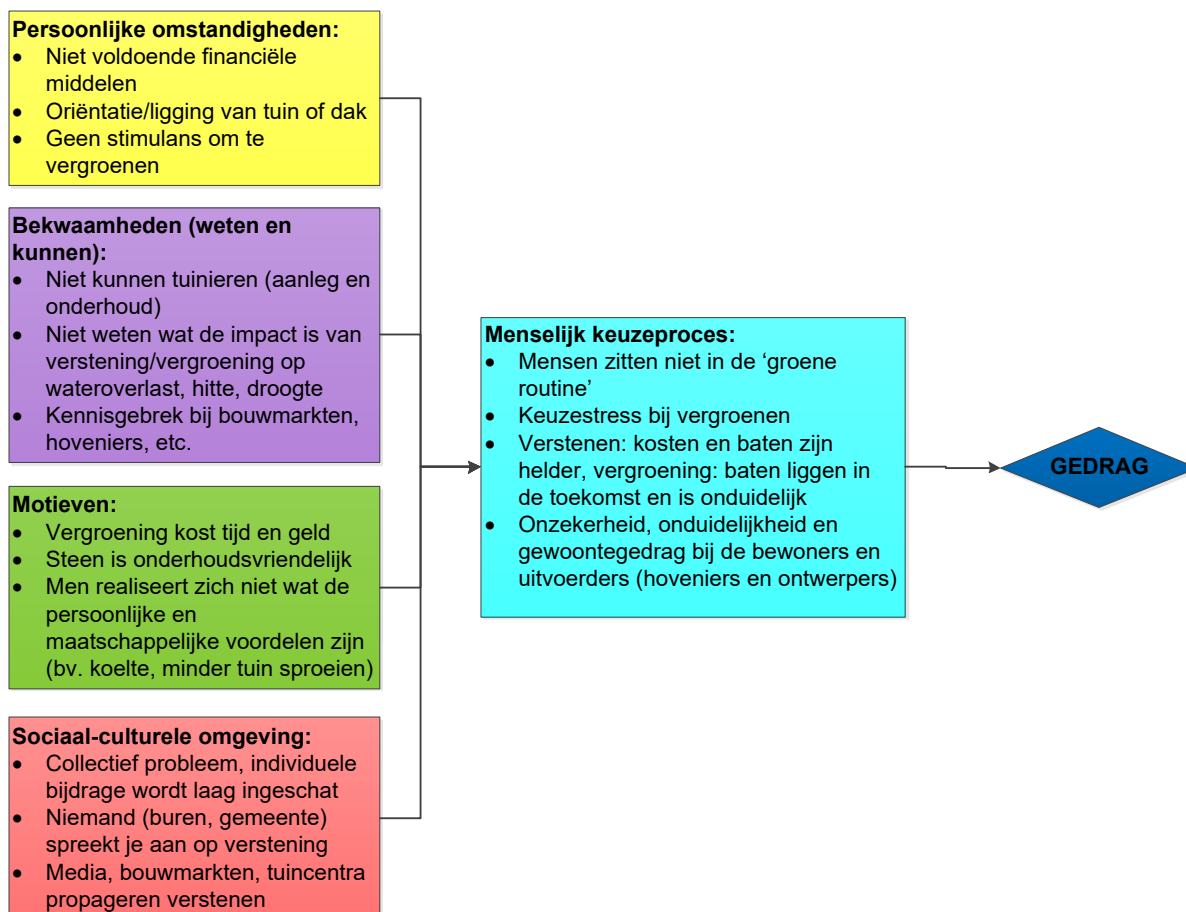 Persoonlijke omstandigheden:
• Niet voldoende financiële
middelen
• Oriëntatie/ligging van tuin of dak
• Geen stimulans om te
vergroenen
Bekwaamheden (weten en
kunnen):
• Niet kunnen tuinieren (aanleg en
onderhoud)
• Niet weten wat de impact is van
verstening/vergroening op
wateroverlast, hitte, droogte
• Kennisgebrek bij bouwmarkten,
hoveniers, etc.
Motieven:
• Vergroening kost tijd en geld
• Steen is onderhoudsvriendelijk
• Men realiseert zich niet wat de
persoonlijke en
maatschappelijke voordelen zijn
(bv. koelte, minder tuin sproeien)
Sociaal-culturele omgeving:
• Collectief probleem, individuele
bijdrage wordt laag ingeschat
• Niemand (buren, gemeente)
spreekt je aan op verstening
• Media, bouwmarkten, tuincentra
propageren verstenen
Menselijk keuzeproces:
• Mensen zitten niet in de ‘groene
routine’
• Keuzestress bij vergroenen
• Verstenen: kosten en baten zijn
helder, vergroening: baten liggen in
de toekomst en is onduidelijk
• Onzekerheid, onduidelijkheid en
gewoontegedrag bij de bewoners en
uitvoerders (hoveniers en ontwerpers)
GEDRAG